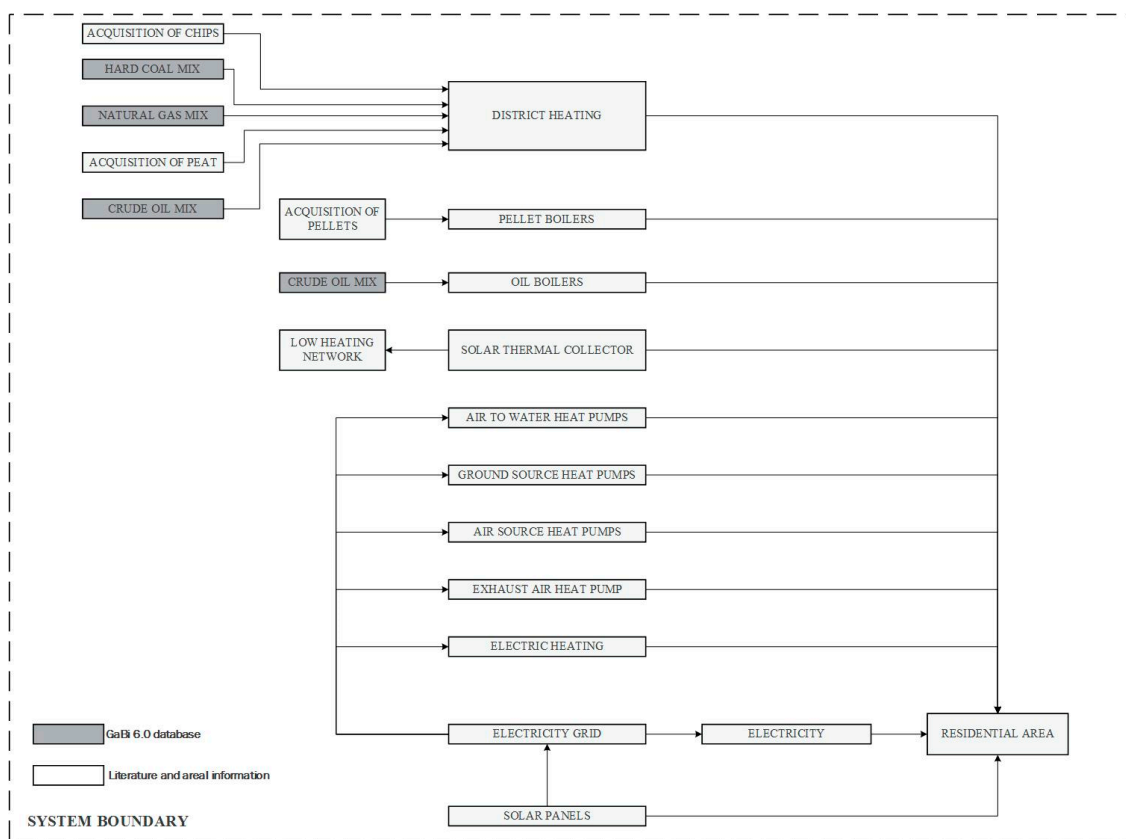 ACQUISITION OF CHIPS
HARD COAL MIX
NATURAL GAS MIX
ACQUISITION OF PEAT
CRUDE OIL MIX
DISTRICT HEATING
ACQUISITION OF
PELLETS
PELLET BOILERS
CRUDE OIL MIX
OIL BOILERS
LOW HEATING
NETWORK
SOLAR THERMAL COLLECTOR
AIR TO WATER HEAT PUMPS
GROUND SOURCE HEAT PUMPS
AIR SOURCE HEAT PUMPS
EXHAUST AIR HEAT PUMP
ELECTRIC HEATING
ELECTRICITY GRID
ELECTRICITY
RESIDENTIAL AREA
SOLAR PANELS
GaBi 6.0 database
Literature and areal information
SYSTEM BOUNDARY